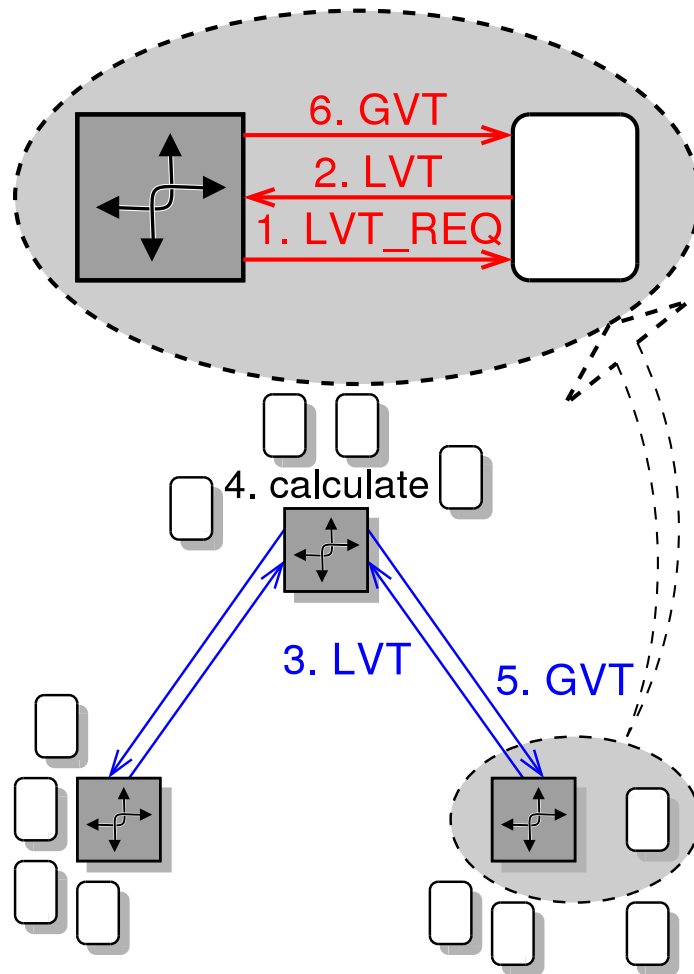 6. GVT
2. LVT
1. LVT_REQ
4. calculate
3. LVT
5. GVT